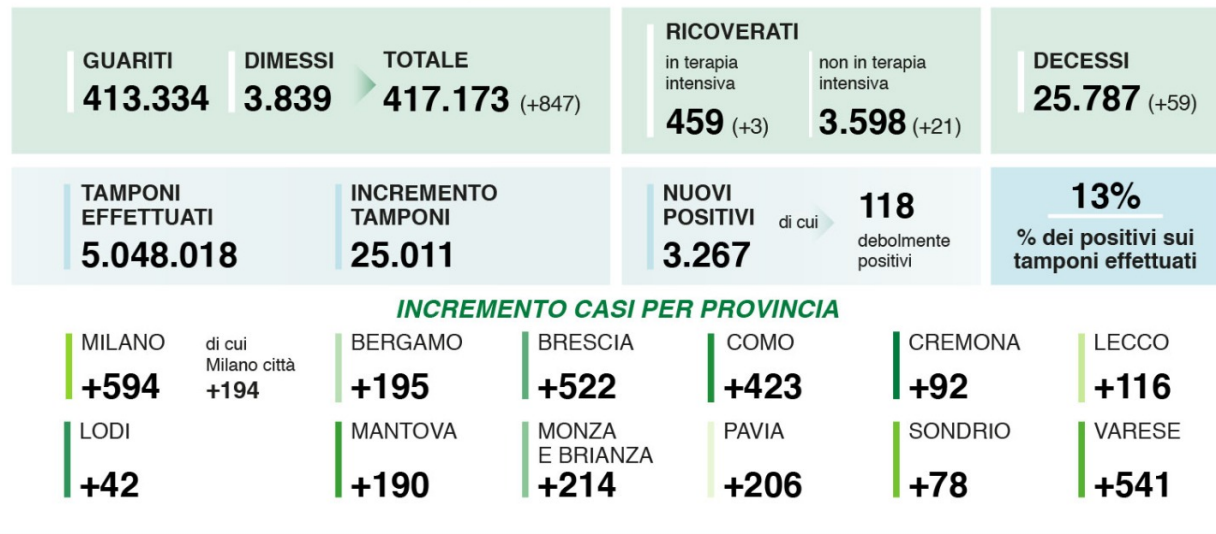 GUARITI
413.334
DIMESSI
3.839
TOTALE
417.173 (+847)
RICOVERATI
in terapia
intensiva
459 (+3)
non in terapia
intensiva
3.598 (+21)
DECESSI
25.787 (+59)
TAMPONI
EFFETTUATI
5.048.018
INCREMENTO
TAMPONI
25.011
NUOVI
POSITIVI
3.267
di cui
118
debolmente
positivi
13%
% dei positivi sui
tamponi effettuati
INCREMENTO CASI PER PROVINCIA
MILANO
+594
di cui
Milano città
+194
BERGAMO
+195
BRESCIA
+522
COMO
+423
CREMONA
+92
LECCO
+116
LODI
+42
MANTOVA
+190
MONZA
E BRIANZA
+214
PAVIA
+206
SONDRIO
+78
VARESE
+541